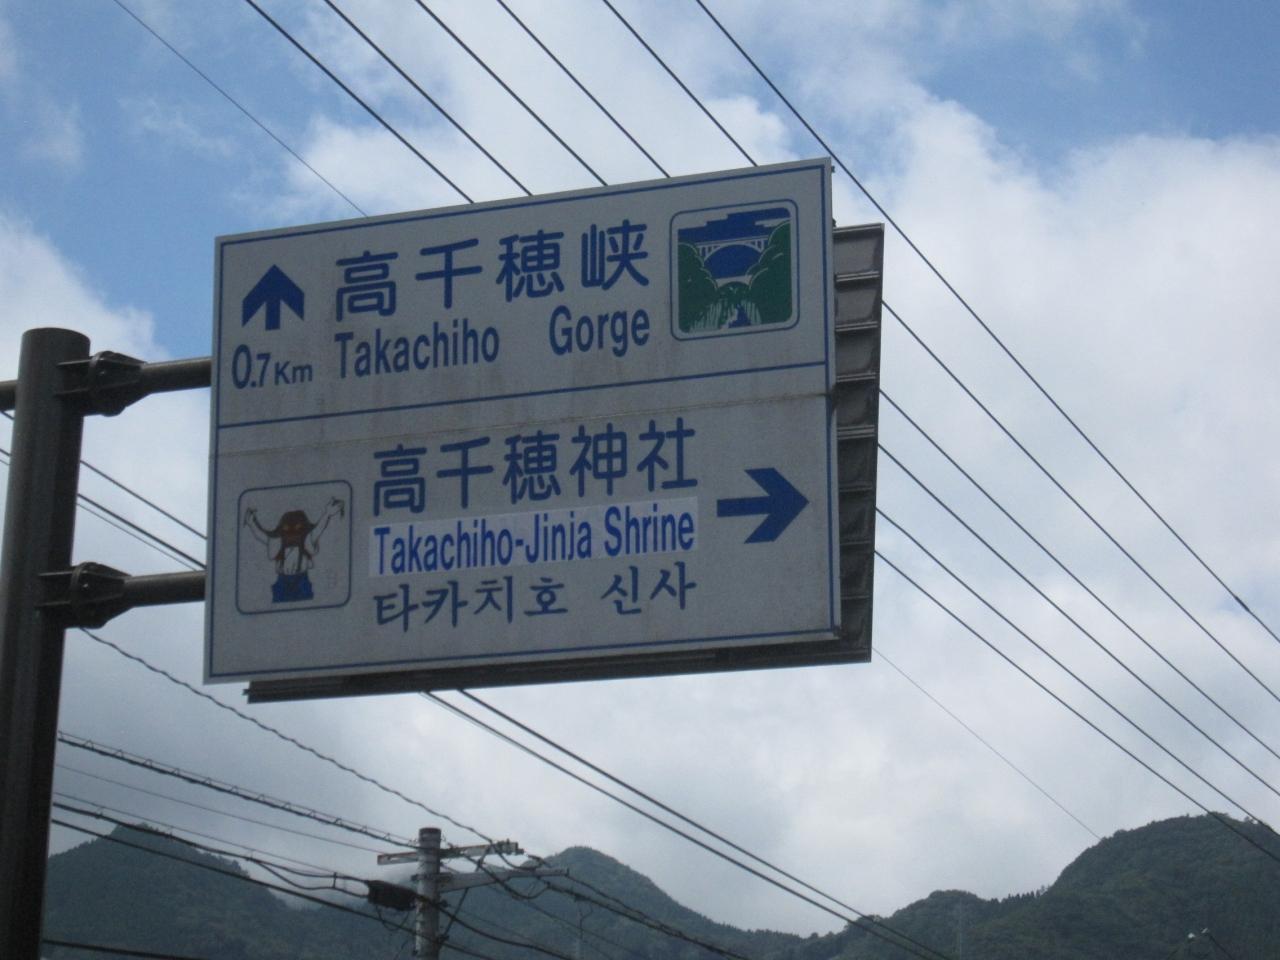 高千穂峡
0.7Km Takachiho Gorge
高千穂神社
Takachiho-Jinja Shrine
타카치호 신사